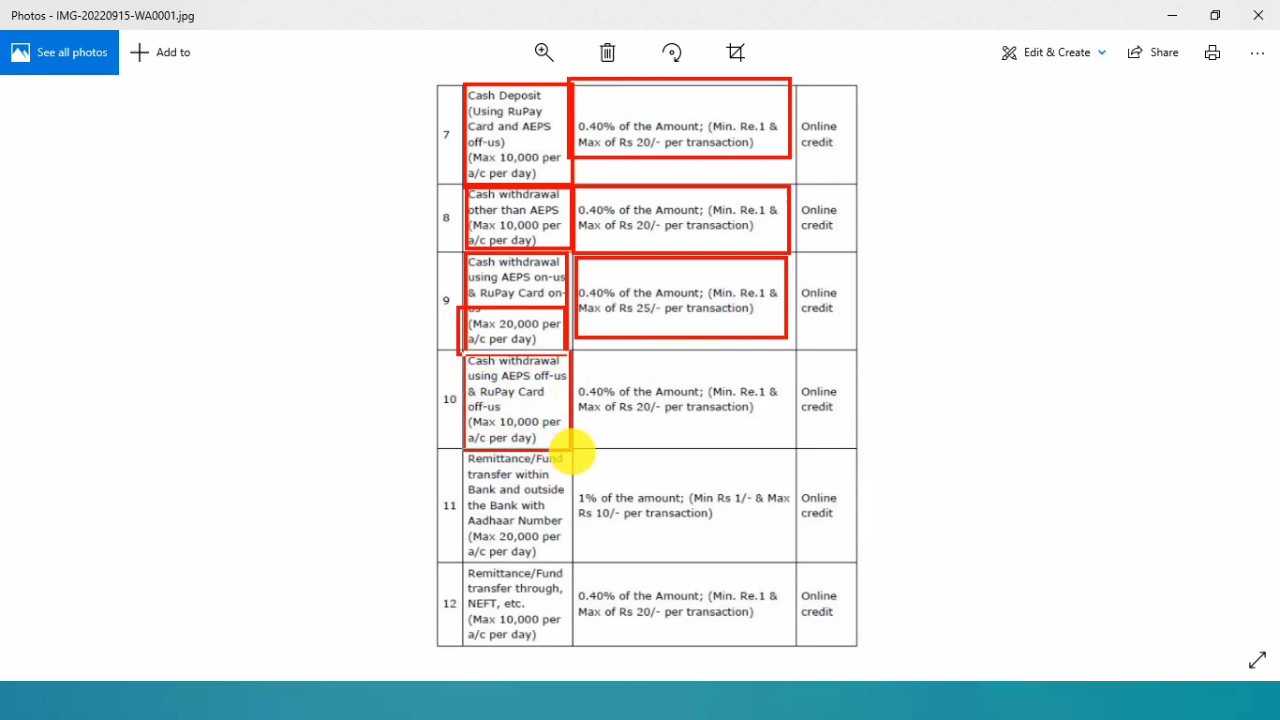 Photos - IMG-20220915-WA0001.jpg
See all photos
Add to
Edit & Create
Share
7
Cash Deposit
(Using RuPay
Card and AEPS
off-us)
(Max 10,000 per
a/c per day)
0.40% of the Amount; (Min. Re.1 &
Max of Rs 20/- per transaction)
Online
credit
8
Cash withdrawal
other than AEPS
(Max 10,000 per
a/c per day)
0.40% of the Amount; (Min. Re.1 &
Max of Rs 20/- per transaction)
Online
credit
9
Cash withdrawal
using AEPS on-us
& RuPay Card on-
us
(Max 20,000 per
a/c per day)
0.40% of the Amount; (Min. Re.1 &
Max of Rs 25/- per transaction)
Online
credit
10
Cash withdrawal
using AEPS off-us
& RuPay Card
off-us
(Max 10,000 per
a/c per day)
0.40% of the Amount; (Min. Re.1 &
Max of Rs 20/- per transaction)
Online
credit
11
Remittance/Fund
transfer within
Bank and outside
the Bank with
Aadhaar Number
(Max 20,000 per
a/c per day)
1% of the amount; (Min Rs 1/- & Max
Rs 10/- per transaction)
Online
credit
12
Remittance/Fund
transfer through,
NEFT, etc.
(Max 10,000 per
a/c per day)
0.40% of the Amount; (Min. Re.1 &
Max of Rs 20/- per transaction)
Online
credit